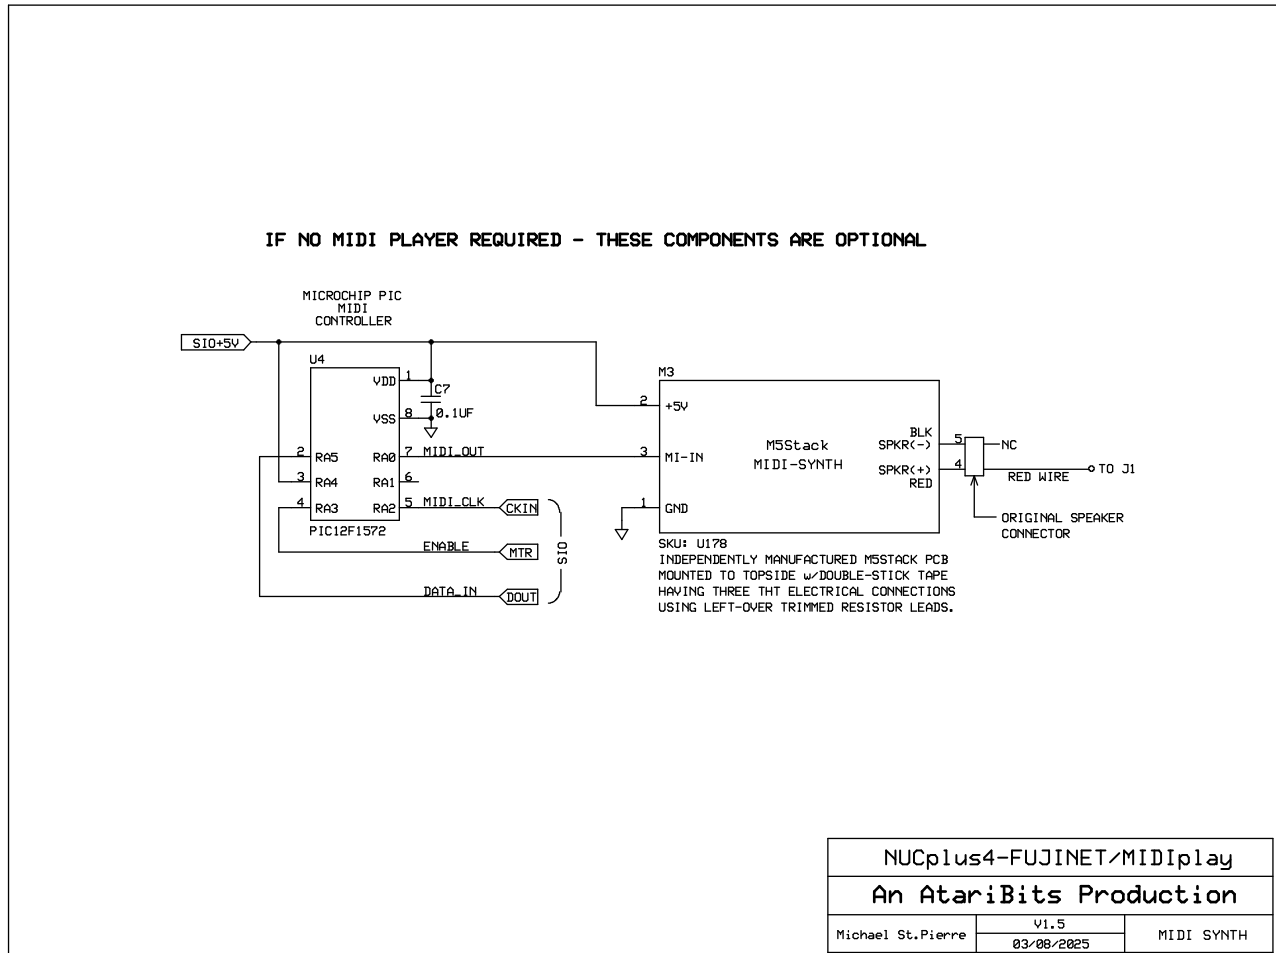 IF NO MIDI PLAYER REQUIRED - THESE COMPONENTS ARE OPTIONAL
MICROCHIP PIC
MIDI
CONTROLLER
SIO+5V
U4
VDD 1
C7
VSS 8
0.1UF
2 RA5
RA0 7 MIDI_OUT
3 RA4
RA1 6
4 RA3
RA2 5 MIDI_CLK CKIN
PIC12F1572
ENABLE MTR
DATA_IN DOUT
SIO
M3
2 +5V
3 MI-IN
1 GND
M5Stack
MIDI-SYNTH
BLK
SPKR(-) 5 NC
SPKR(+) 4 TO J1
RED
RED WIRE
ORIGINAL SPEAKER
CONNECTOR
SKU: U178
INDEPENDENTLY MANUFACTURED M5STACK PCB
MOUNTED TO TOPSIDE w/DOUBLE-STICK TAPE
HAVING THREE THT ELECTRICAL CONNECTIONS
USING LEFT-OVER TRIMMED RESISTOR LEADS.
NUCplus4-FUJINET/MIDIplay
An AtariBits Production
Michael St.Pierre
V1.5
03/08/2025
MIDI SYNTH